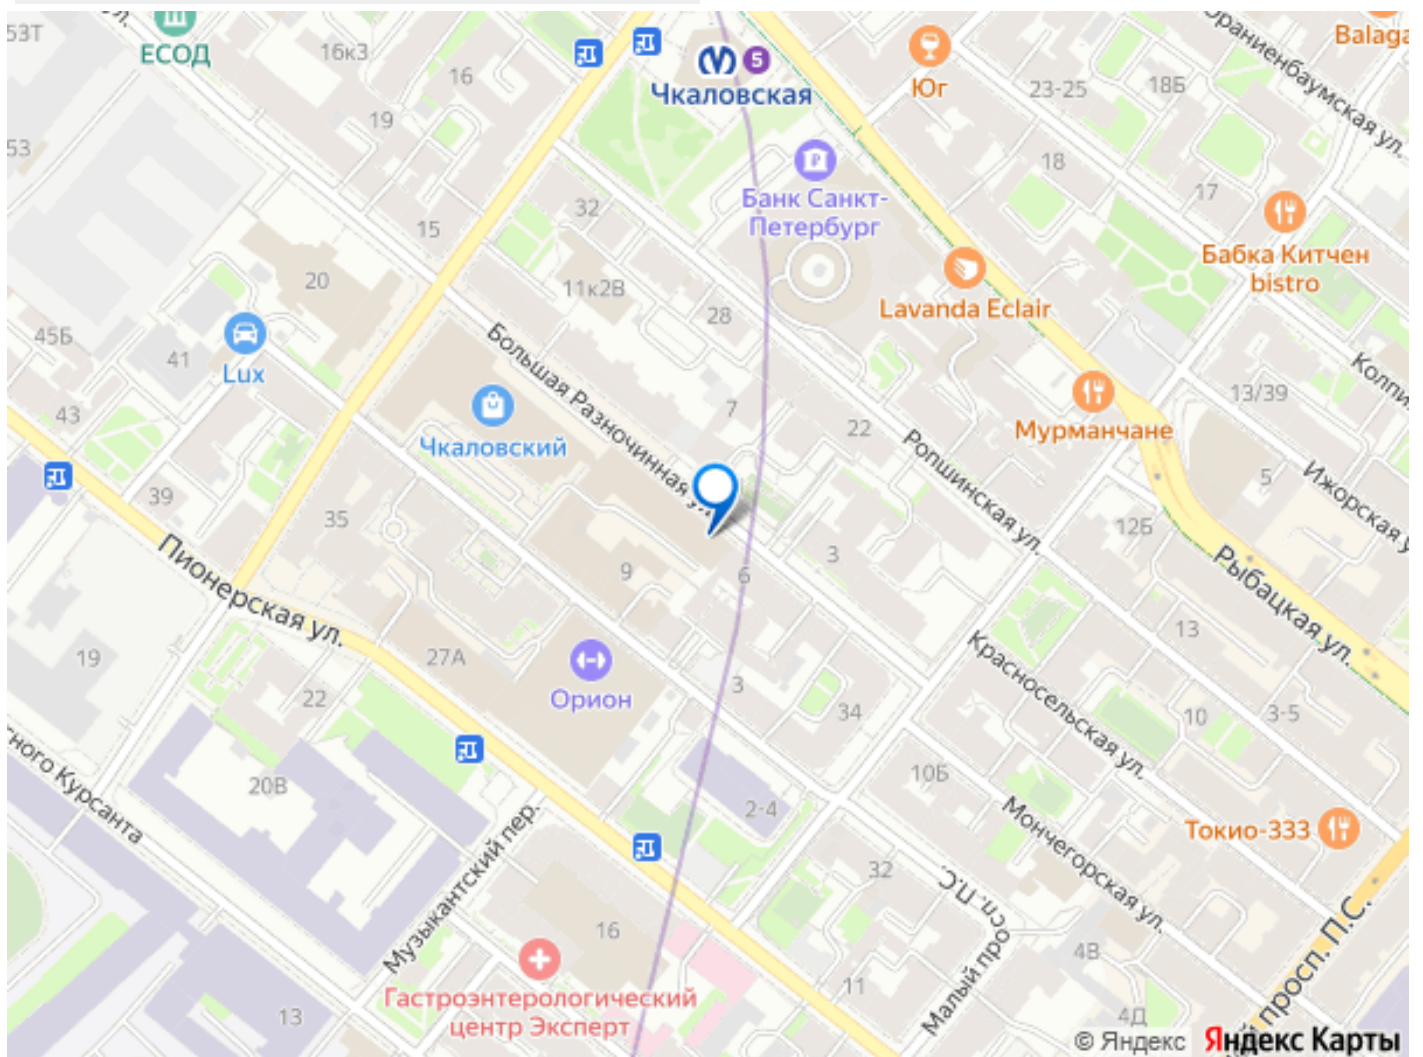 53Т
ул.
ЕСОД
16к3
16
5
Чкаловская
Юг
23-25
18Б
Ораниенбаумская ул.
Balaga
53
19
18
17
Банк Санкт-
Петербург
32
15
20
11к2В
28
Lavanda Eclair
Бабка Китчен
bistro
45Б
41
Lux
43
Большая Разночинная ул.
Чкаловский
7
22
Мурманчане
13/39
Колпин
Ропшинская ул.
5
Ижорская у
39
35
9
6
3
12Б
Рыбацкая ул.
Пионерская ул.
19
27А
22
Орион
3
34
13
Красносельская ул.
10
3-5
сного Курсанта
20В
2-4
10Б
Мончегорская ул.
Токио-333
Музыкантский пер.
32
Малый просп. П.С.
16
4В
11
4Д
й просп. П.С.
Гастроэнтерологический
центр Эксперт
13
© Яндекс Яндекс Карты